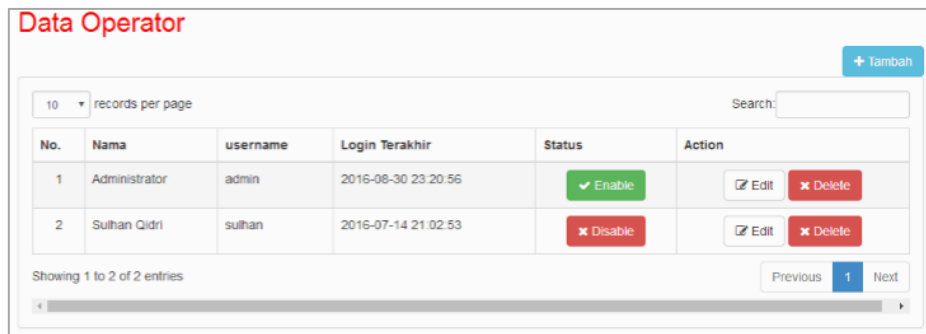 Data Operator
+ Tambah
10 records per page Search:
No. Nama username Login Terakhir Status Action
1 Administrator admin 2016-08-30 23:20:56 Enable Edit Delete
2 Sulhan Qidri sulhan 2016-07-14 21:02:53 Disable Edit Delete
Showing 1 to 2 of 2 entries Previous 1 Next